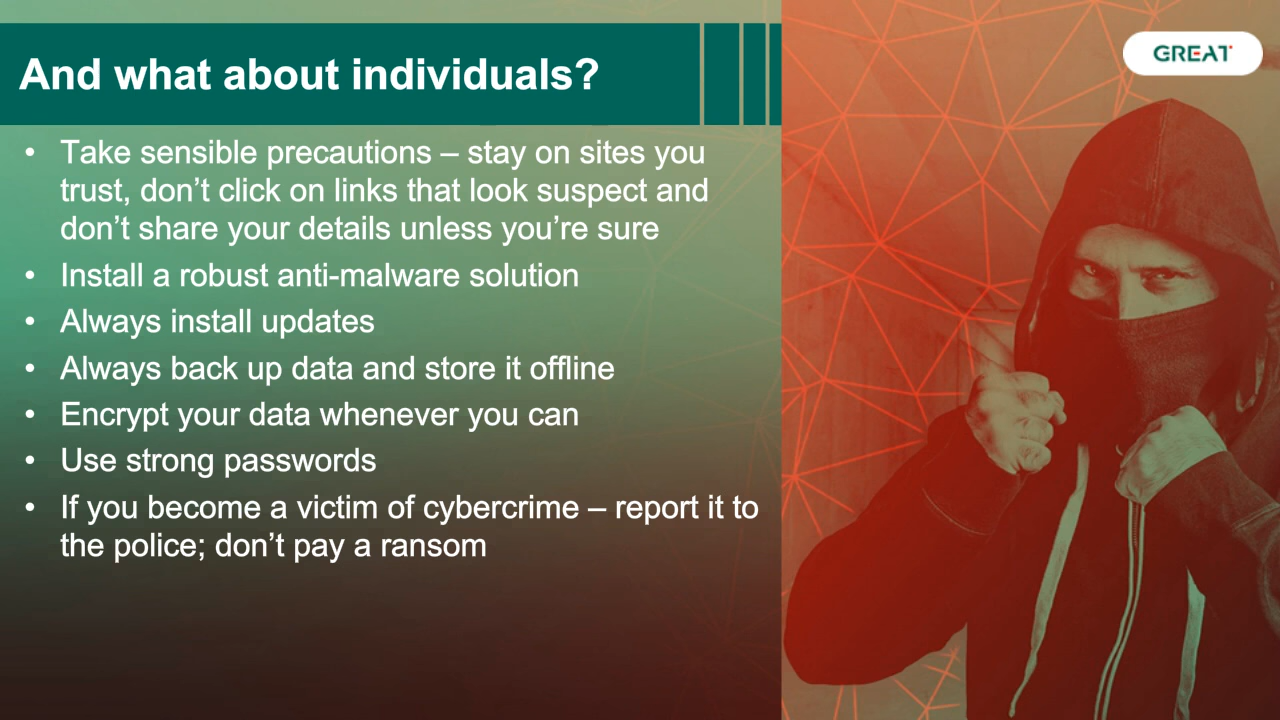 And what about individuals?
GREAT
• Take sensible precautions – stay on sites you
trust, don’t click on links that look suspect and
don’t share your details unless you’re sure
• Install a robust anti-malware solution
• Always install updates
• Always back up data and store it offline
• Encrypt your data whenever you can
• Use strong passwords
• If you become a victim of cybercrime – report it to
the police; don’t pay a ransom